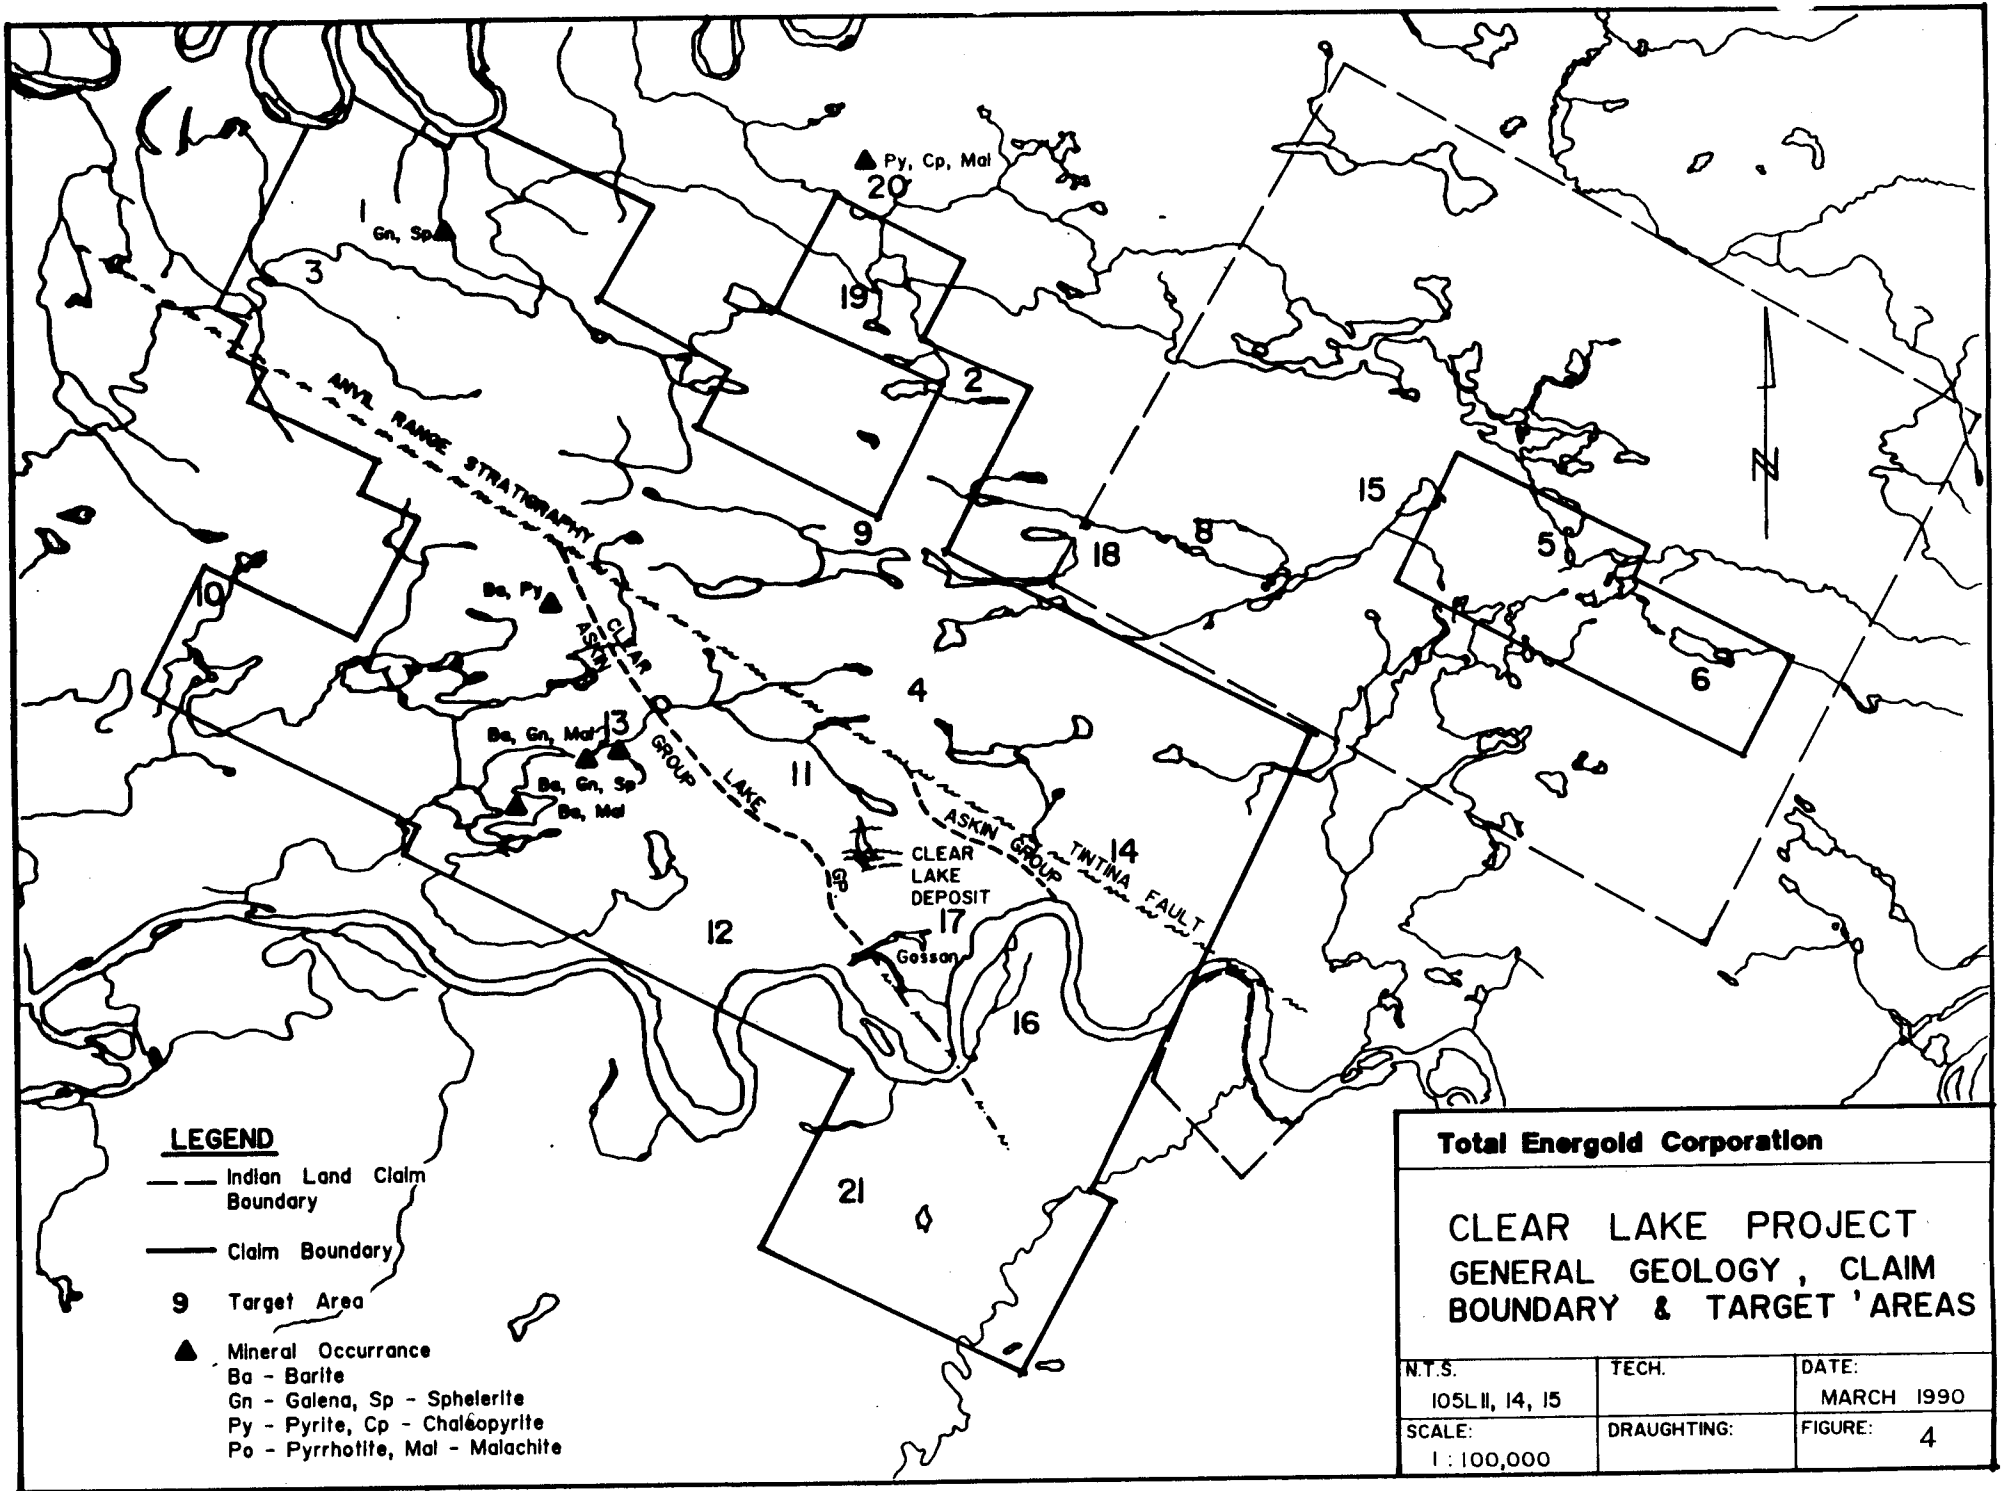 Py, Cp, Mal
20
1
Gn, Sp
3
19
2
ANVIL RANGE STRATIGRAPHY
15
9
18
8
5
10
Ba, Py
CLEAR
ASKIN
6
4
13
Ba, Gn, Mal
GROUP
LAKE
11
Ba, Gn, Sp
Ba, Mal
ASKIN GROUP
14
TINTINA FAULT
CLEAR
LAKE
DEPOSIT
GP.
12
17
Gossan
16
21
N
LEGEND
Indian Land Claim
Boundary
Claim Boundary
9 Target Area
Mineral Occurrance
Ba - Barite
Gn - Galena, Sp - Sphelerite
Py - Pyrite, Cp - Chalcopyrite
Po - Pyrrhotite, Mal - Malachite
Total Energold Corporation
CLEAR LAKE PROJECT
GENERAL GEOLOGY, CLAIM
BOUNDARY & TARGET 'AREAS
N.T.S.
105L 11, 14, 15
TECH.
DATE:
MARCH 1990
SCALE:
1:100,000
DRAUGHTING:
FIGURE:
4